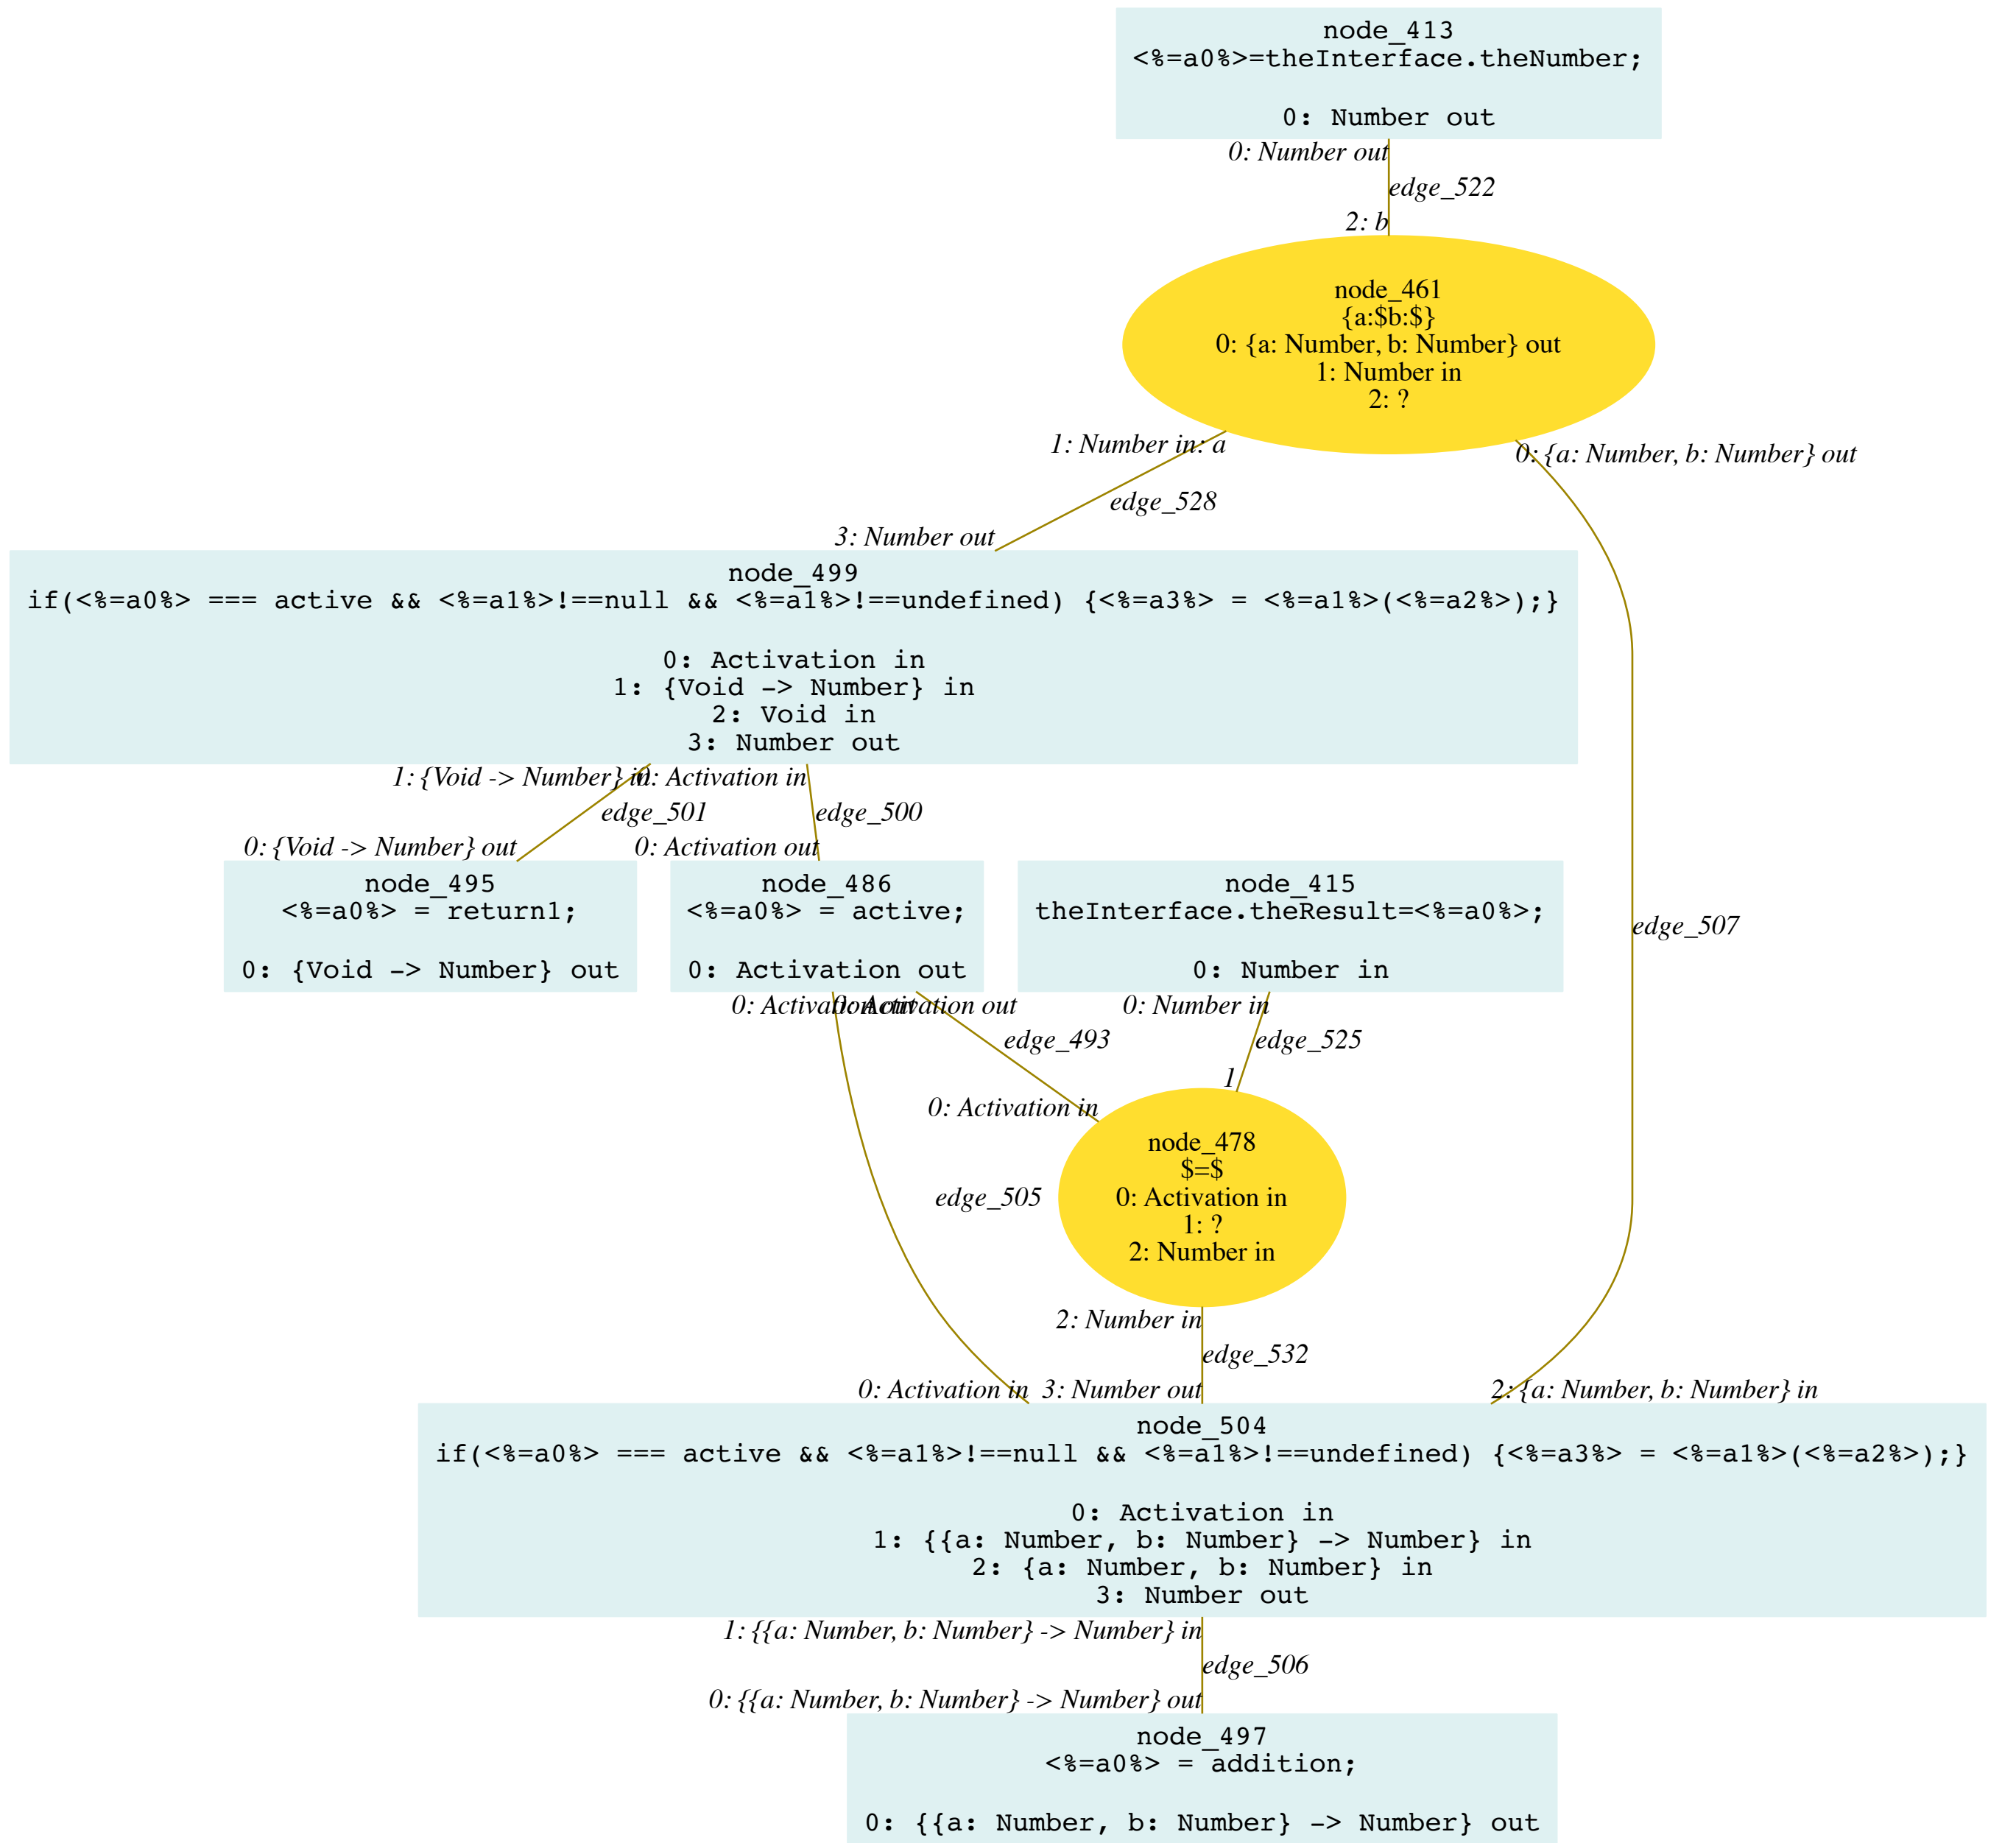 node_413
<%=a0%>=theInterface.theNumber;
0: Number out
0: Number out
edge_522
2: b
node_461
{a:$b:$}
0: {a: Number, b: Number} out
1: Number in
2: ?
1: Number in: a
0: {a: Number, b: Number} out
edge_528
3: Number out
node_499
if(<%=a0%> === active && <%=a1%>!==null && <%=a1%>!==undefined) {<%=a3%> = <%=a1%>(<%=a2%>);}
0: Activation in
1: {Void -> Number} in
2: Void in
3: Number out
1: {Void -> Number} in
0: Activation in
edge_501
edge_500
0: {Void -> Number} out
0: Activation out
node_495
<%=a0%> = return1;
0: {Void -> Number} out
node_486
<%=a0%> = active;
0: Activation out
node_415
theInterface.theResult=<%=a0%>;
0: Number in
edge_507
0: Activation out
0: Activation out
0: Number in
edge_493
edge_525
1
0: Activation in
node_478
$=$
0: Activation in
1: ?
2: Number in
edge_505
2: Number in
edge_532
0: Activation in
3: Number out
2: {a: Number, b: Number} in
node_504
if(<%=a0%> === active && <%=a1%>!==null && <%=a1%>!==undefined) {<%=a3%> = <%=a1%>(<%=a2%>);}
0: Activation in
1: {{a: Number, b: Number} -> Number} in
2: {a: Number, b: Number} in
3: Number out
1: {{a: Number, b: Number} -> Number} in
edge_506
0: {{a: Number, b: Number} -> Number} out
node_497
<%=a0%> = addition;
0: {{a: Number, b: Number} -> Number} out